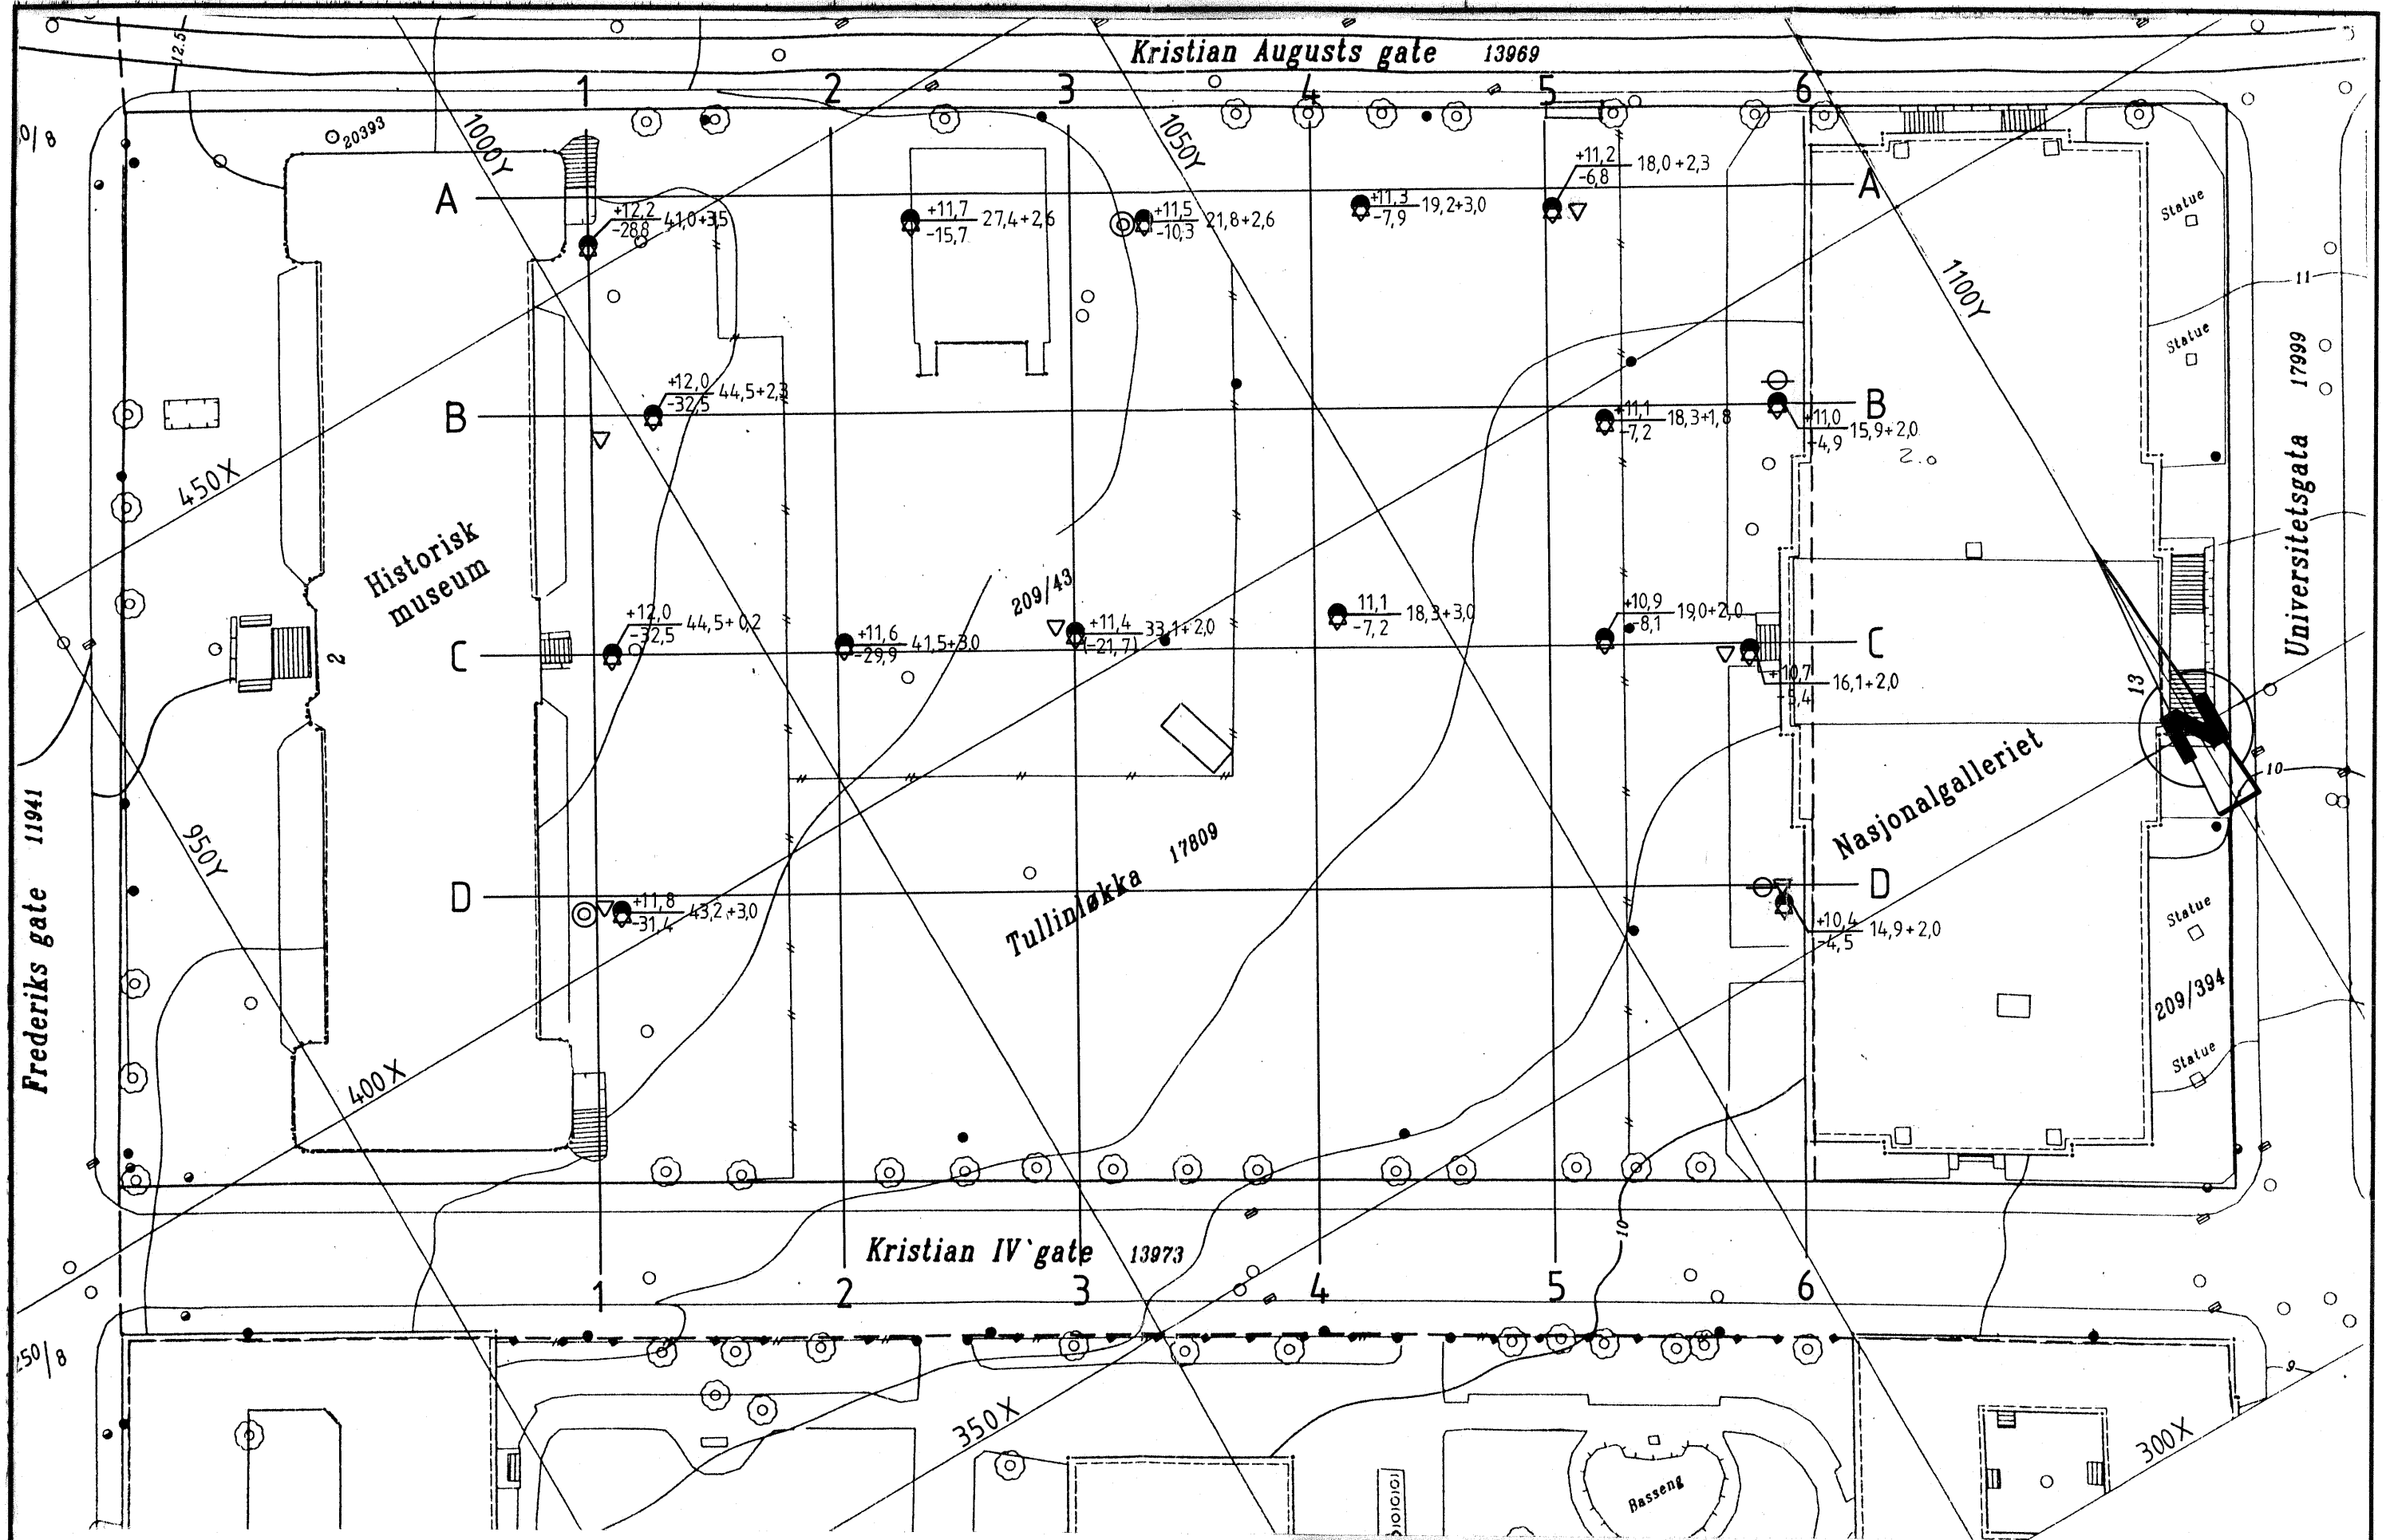 Kristian Augusts gate 13969
12.5
1 2 3 4 5 6
0/8
20393
1000Y
1050Y
A A
+11,2 18,0+2,3
-6,8
+12,2 41,0+3,5
-28,8
+11,7 27,4+2,6
-15,7
+11,5 21,8+2,6
-10,3
+11,3 19,2+3,0
-7,9
Statue
1100Y
11
Statue
17999
+12,0 44,5+2,3
-32,5
B B
+11,1 18,3+1,8
-7,2
+11,0 15,9+2,0
-4,9
2.0
450X
Universitetsgata
Historisk
museum
209/43
+12,0 44,5+0,2
-32,5
+11,6 41,5+3,0
-29,9
+11,4 33,1+2,0
(-21,7)
11,1 18,3+3,0
-7,2
+10,9 19,0+2,0
-8,1
C C
2
+10,7 16,1+2,0
-5,4
13
N
10
Nasjonalgalleriet
950Y
Frederiks gate 11941
Tullinløkka 17809
D D
+11,8 43,2+3,0
-31,4
+10,4 14,9+2,0
-4,5
Statue
209/394
Statue
400X
10
Kristian IV gate 13973
1 2 3 4 5 6
250/8
9
350X
300X
Basseng